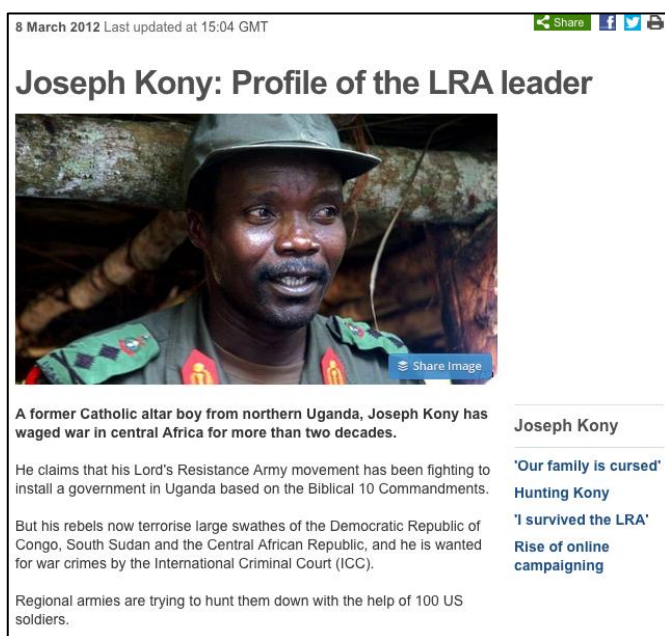 8 March 2012 Last updated at 15:04 GMT
Share
Joseph Kony: Profile of the LRA leader
Share Image
A former Catholic altar boy from northern Uganda, Joseph Kony has
waged war in central Africa for more than two decades.
He claims that his Lord's Resistance Army movement has been fighting to
install a government in Uganda based on the Biblical 10 Commandments.
But his rebels now terrorise large swathes of the Democratic Republic of
Congo, South Sudan and the Central African Republic, and he is wanted
for war crimes by the International Criminal Court (ICC).
Regional armies are trying to hunt them down with the help of 100 US
soldiers.
Joseph Kony
'Our family is cursed'
Hunting Kony
'I survived the LRA'
Rise of online
campaigning